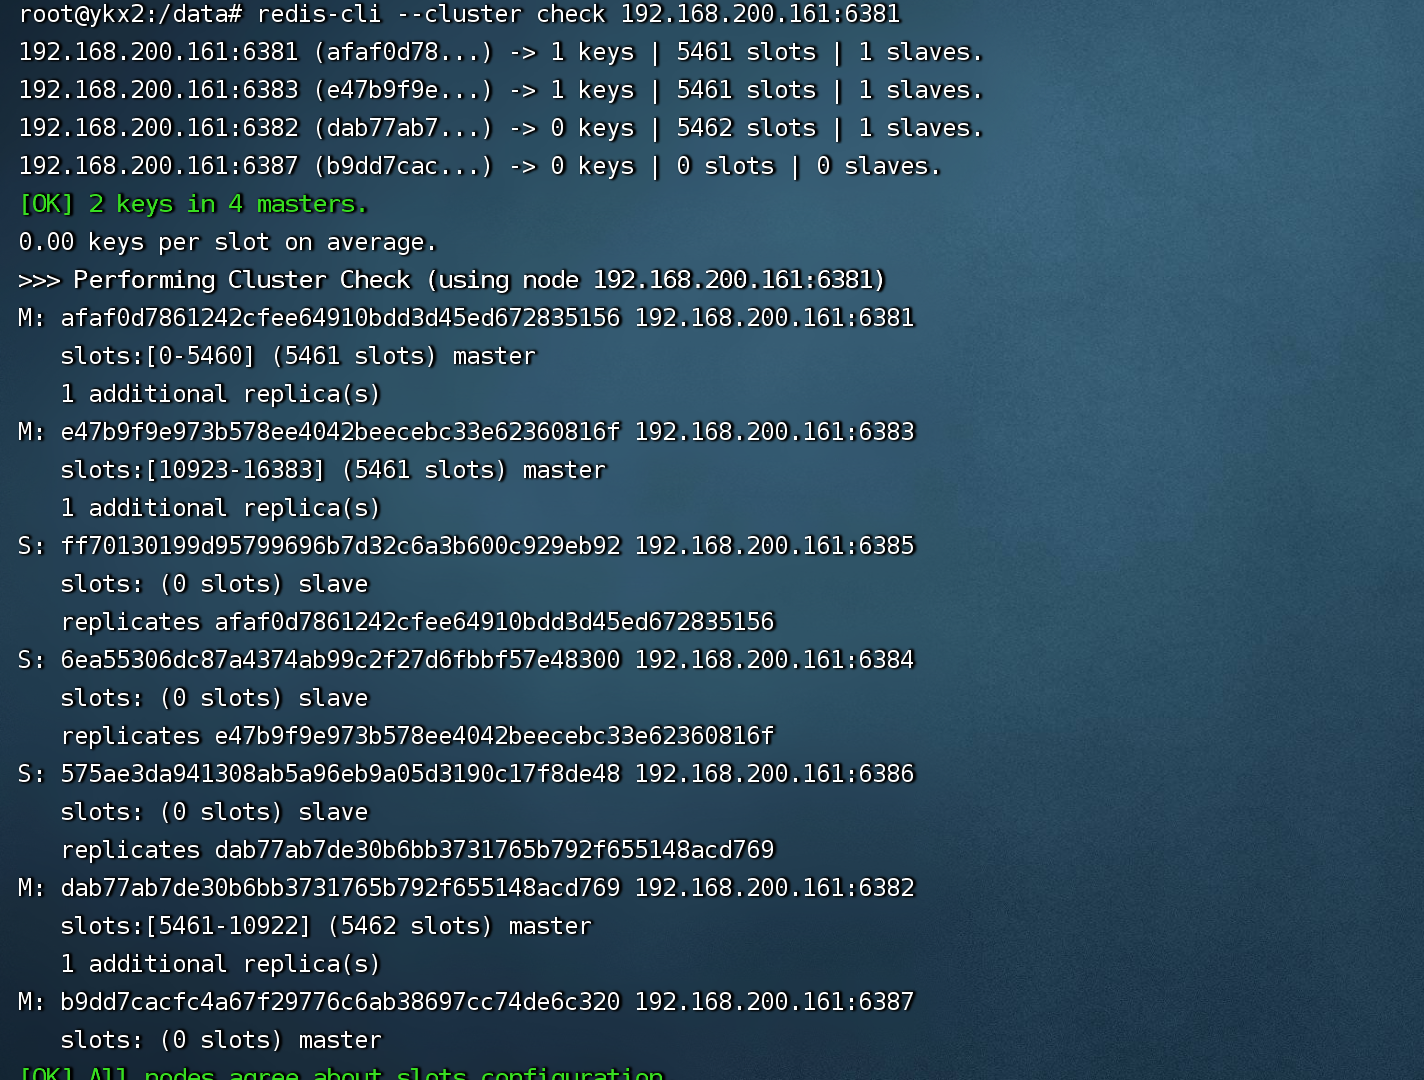 root@ykx2:/data# redis-cli --cluster check 192.168.200.161:6381
192.168.200.161:6381 (afaf0d78...) -> 1 keys | 5461 slots | 1 slaves.
192.168.200.161:6383 (e47b9f9e...) -> 1 keys | 5461 slots | 1 slaves.
192.168.200.161:6382 (dab77ab7...) -> 0 keys | 5462 slots | 1 slaves.
192.168.200.161:6387 (b9dd7cac...) -> 0 keys | 0 slots | 0 slaves.
[OK] 2 keys in 4 masters.
0.00 keys per slot on average.
>>> Performing Cluster Check (using node 192.168.200.161:6381)
M: afaf0d7861242cfee64910bdd3d45ed672835156 192.168.200.161:6381
   slots:[0-5460] (5461 slots) master
   1 additional replica(s)
M: e47b9f9e973b578ee4042beecebc33e62360816f 192.168.200.161:6383
   slots:[10923-16383] (5461 slots) master
   1 additional replica(s)
S: ff70130199d95799696b7d32c6a3b600c929eb92 192.168.200.161:6385
   slots: (0 slots) slave
   replicates afaf0d7861242cfee64910bdd3d45ed672835156
S: 6ea55306dc87a4374ab99c2f27d6fbbf57e48300 192.168.200.161:6384
   slots: (0 slots) slave
   replicates e47b9f9e973b578ee4042beecebc33e62360816f
S: 575ae3da941308ab5a96eb9a05d3190c17f8de48 192.168.200.161:6386
   slots: (0 slots) slave
   replicates dab77ab7de30b6bb3731765b792f655148acd769
M: dab77ab7de30b6bb3731765b792f655148acd769 192.168.200.161:6382
   slots:[5461-10922] (5462 slots) master
   1 additional replica(s)
M: b9dd7cacfc4a67f29776c6ab38697cc74de6c320 192.168.200.161:6387
   slots: (0 slots) master
[OK] All nodes agree about slots configuration.